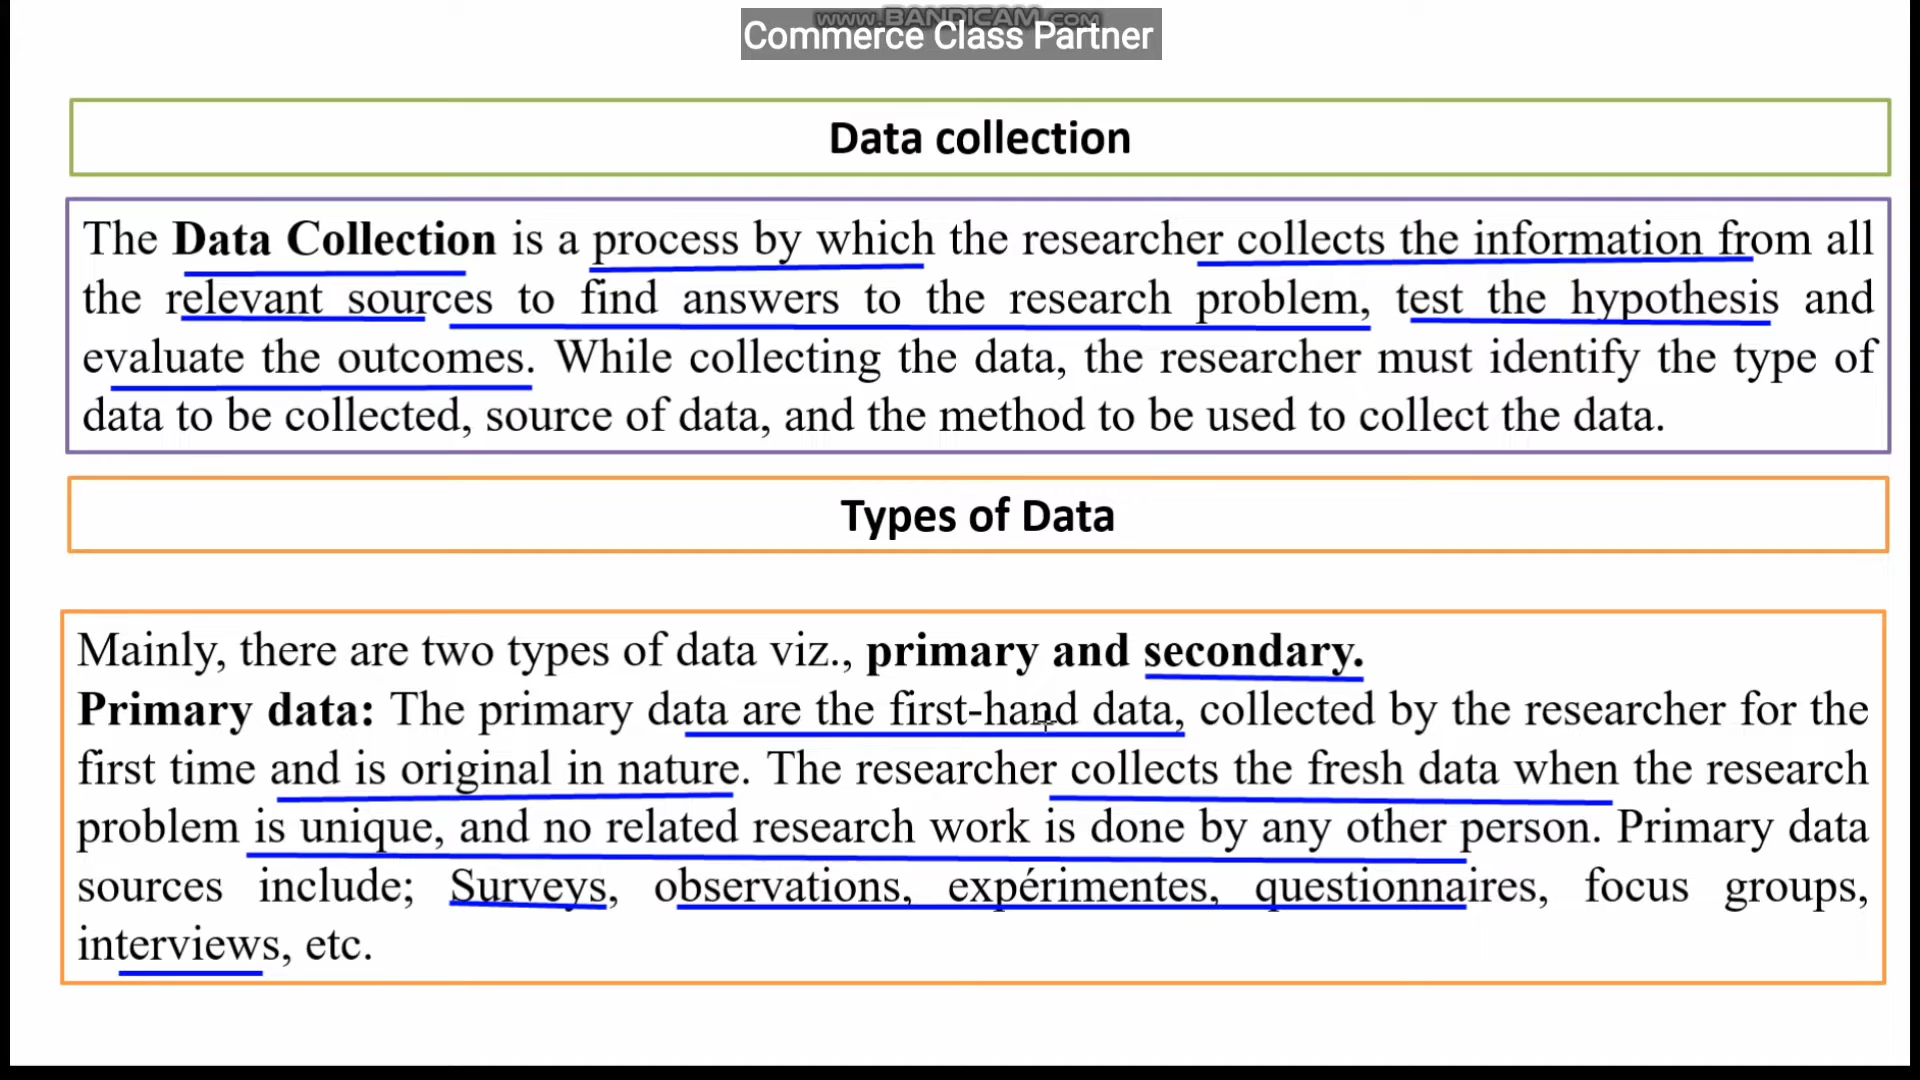 www.BANDICAM.com
Commerce Class Partner
Data collection
The Data Collection is a process by which the researcher collects the information from all
the relevant sources to find answers to the research problem, test the hypothesis and
evaluate the outcomes. While collecting the data, the researcher must identify the type of
data to be collected, source of data, and the method to be used to collect the data.
Types of Data
Mainly, there are two types of data viz., primary and secondary.
Primary data: The primary data are the first-hand data, collected by the researcher for the
first time and is original in nature. The researcher collects the fresh data when the research
problem is unique, and no related research work is done by any other person. Primary data
sources include; Surveys, observations, expérimentes, questionnaires, focus groups,
interviews, etc.